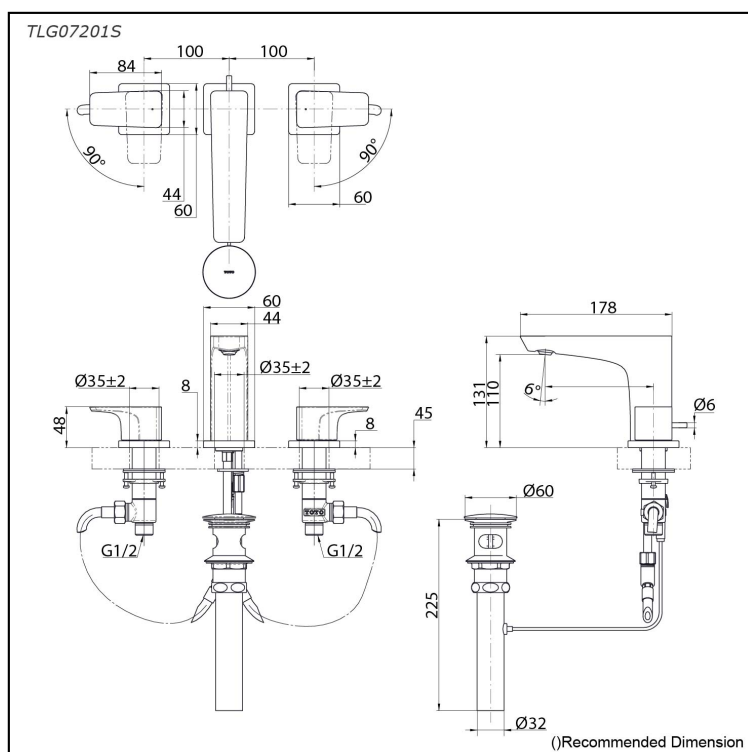 TLG07201S
100 100
84
90° 90°
44
60 60
TOTO
60
44
178
Ø35±2 Ø35±2 Ø35±2
8
48
8
45
131
110
6°
Ø6
Ø60
TOTO
G1/2 G1/2
225
Ø32
()Recommended Dimension